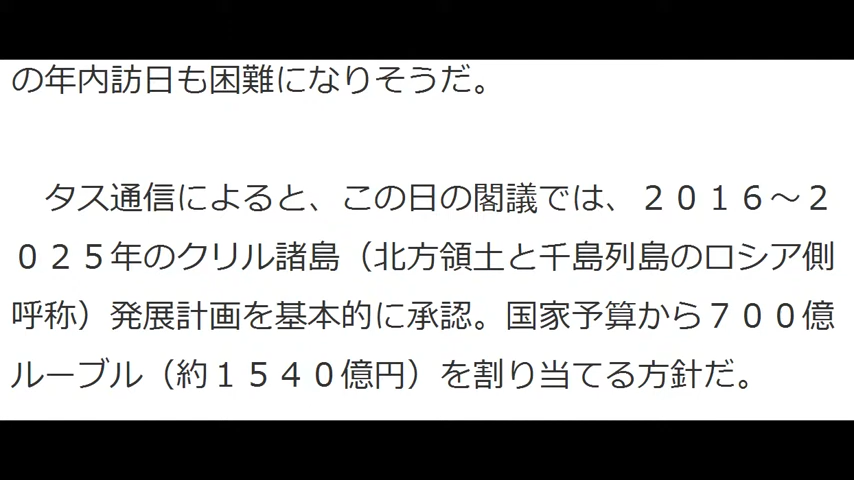 の年内訪日も困難になりそうだ。
タス通信によると、この日の閣議では、２０１６～２
０２５年のクリル諸島（北方領土と千島列島のロシア側
呼称）発展計画を基本的に承認。国家予算から７００億
ルーブル（約１５４０億円）を割り当てる方針だ。